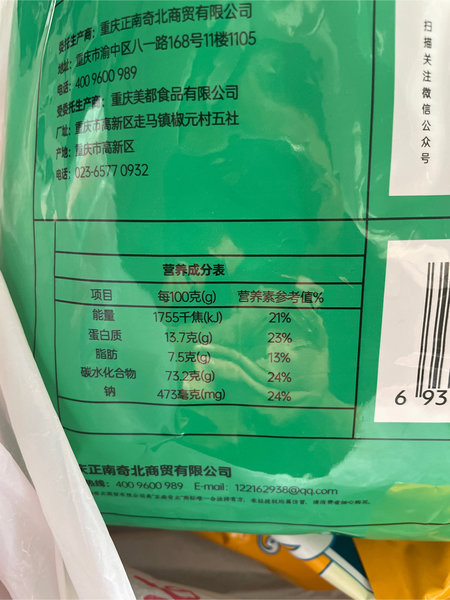 委托生产商：重庆正南奇北商贸有限公司
地址：重庆市渝中区八一路168号11楼1105
电话：400 9600 989
受委托生产商：重庆美都食品有限公司
厂址：重庆市高新区走马镇椒元村五社
产地：重庆市高新区
电话：023-6577 0932
扫描关注微信公众号
营养成分表
项目 每100克(g) 营养素参考值%
能量 1755千焦(kJ) 21%
蛋白质 13.7克(g) 23%
脂肪 7.5克(g) 13%
碳水化合物 73.2克(g) 24%
钠 473毫克(mg) 24%
6 93
正南奇北商贸有限公司
热线：400 9600 989 E-mail：122162938@qq.com